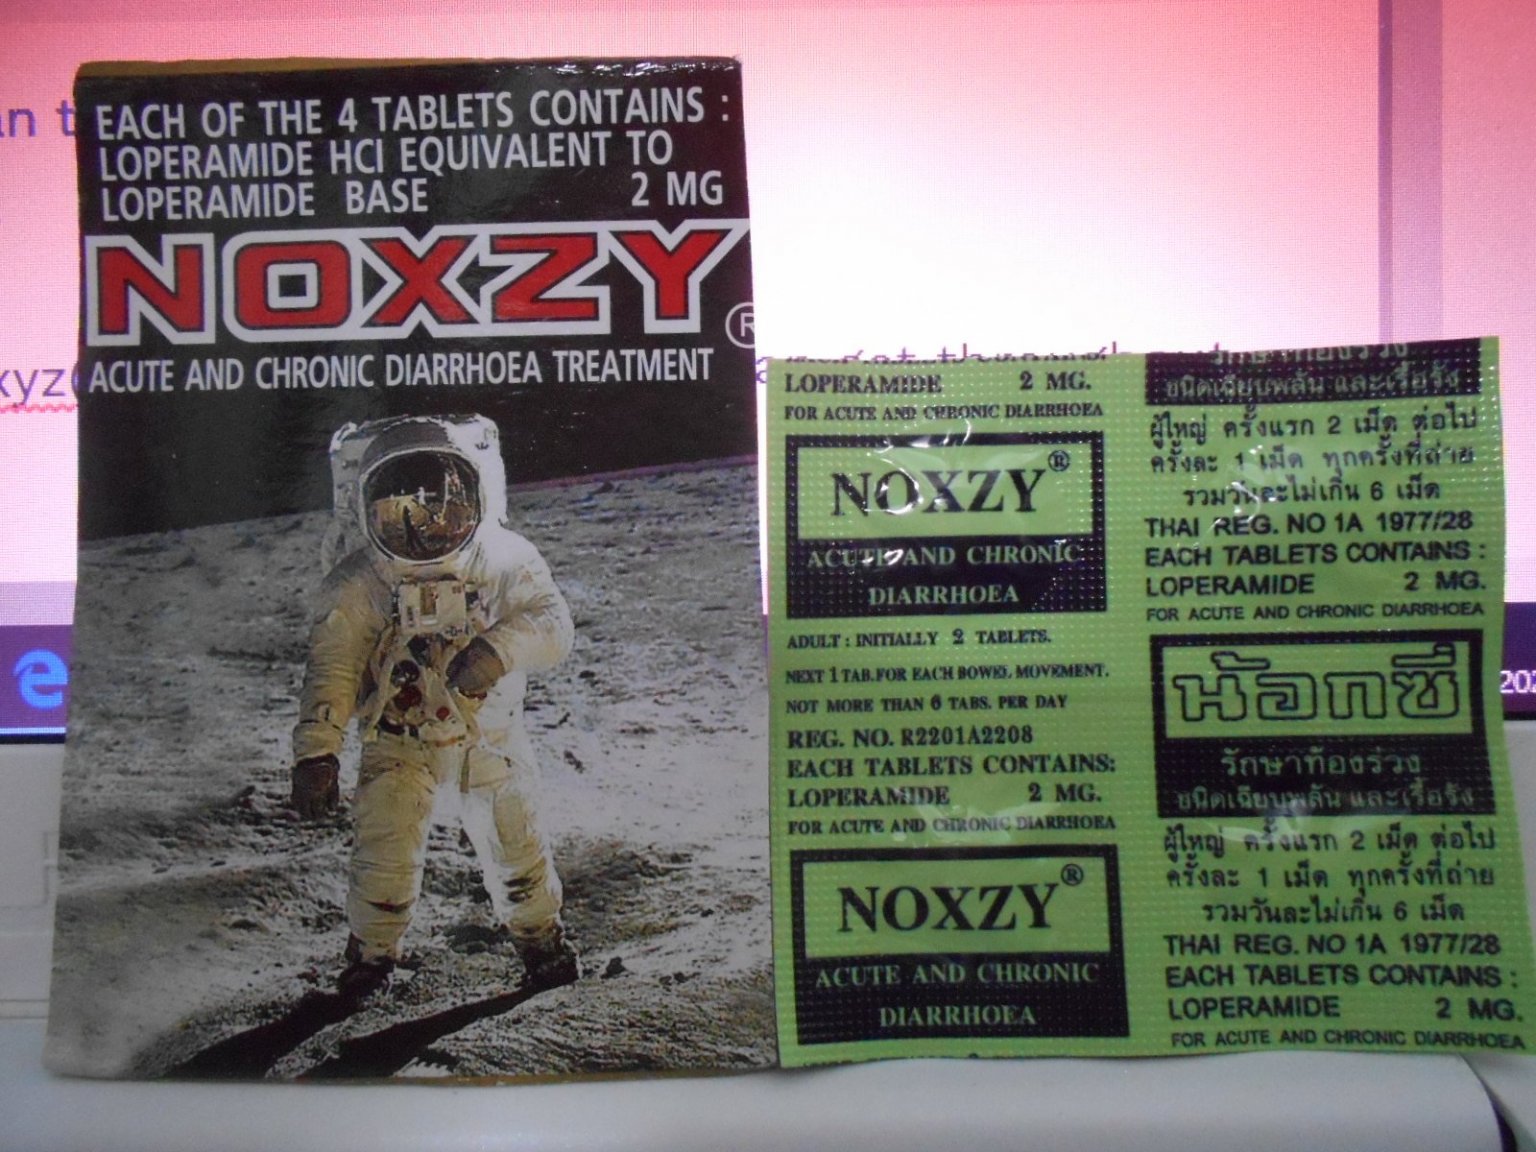 EACH OF THE 4 TABLETS CONTAINS :
LOPERAMIDE HCl EQUIVALENT TO
LOPERAMIDE BASE 2 MG
NOXZY ®
ACUTE AND CHRONIC DIARRHOEA TREATMENT
LOPERAMIDE 2 MG.
FOR ACUTE AND CHRONIC DIARRHOEA
NOXZY®
ACUTE AND CHRONIC
DIARRHOEA
ADULT : INITIALLY 2 TABLETS.
NEXT 1 TAB.FOR EACH BOWEL MOVEMENT.
NOT MORE THAN 6 TABS. PER DAY
REG. NO. R2201A2208
EACH TABLETS CONTAINS:
LOPERAMIDE 2 MG.
FOR ACUTE AND CHRONIC DIARRHOEA
NOXZY®
ACUTE AND CHRONIC
DIARRHOEA
รักษาท้องร่วง
ชนิดเฉียบพลัน และเรื้อรัง
ผู้ใหญ่ ครั้งแรก 2 เม็ด ต่อไป
ครั้งละ 1 เม็ด ทุกครั้งที่ถ่าย
รวมวันละไม่เกิน 6 เม็ด
THAI REG. NO 1A 1977/28
EACH TABLETS CONTAINS :
LOPERAMIDE 2 MG.
FOR ACUTE AND CHRONIC DIARRHOEA
น้อกซี่
รักษาท้องร่วง
ชนิดเฉียบพลัน และเรื้อรัง
ผู้ใหญ่ ครั้งแรก 2 เม็ด ต่อไป
ครั้งละ 1 เม็ด ทุกครั้งที่ถ่าย
รวมวันละไม่เกิน 6 เม็ด
THAI REG. NO 1A 1977/28
EACH TABLETS CONTAINS :
LOPERAMIDE 2 MG.
FOR ACUTE AND CHRONIC DIARRHOEA